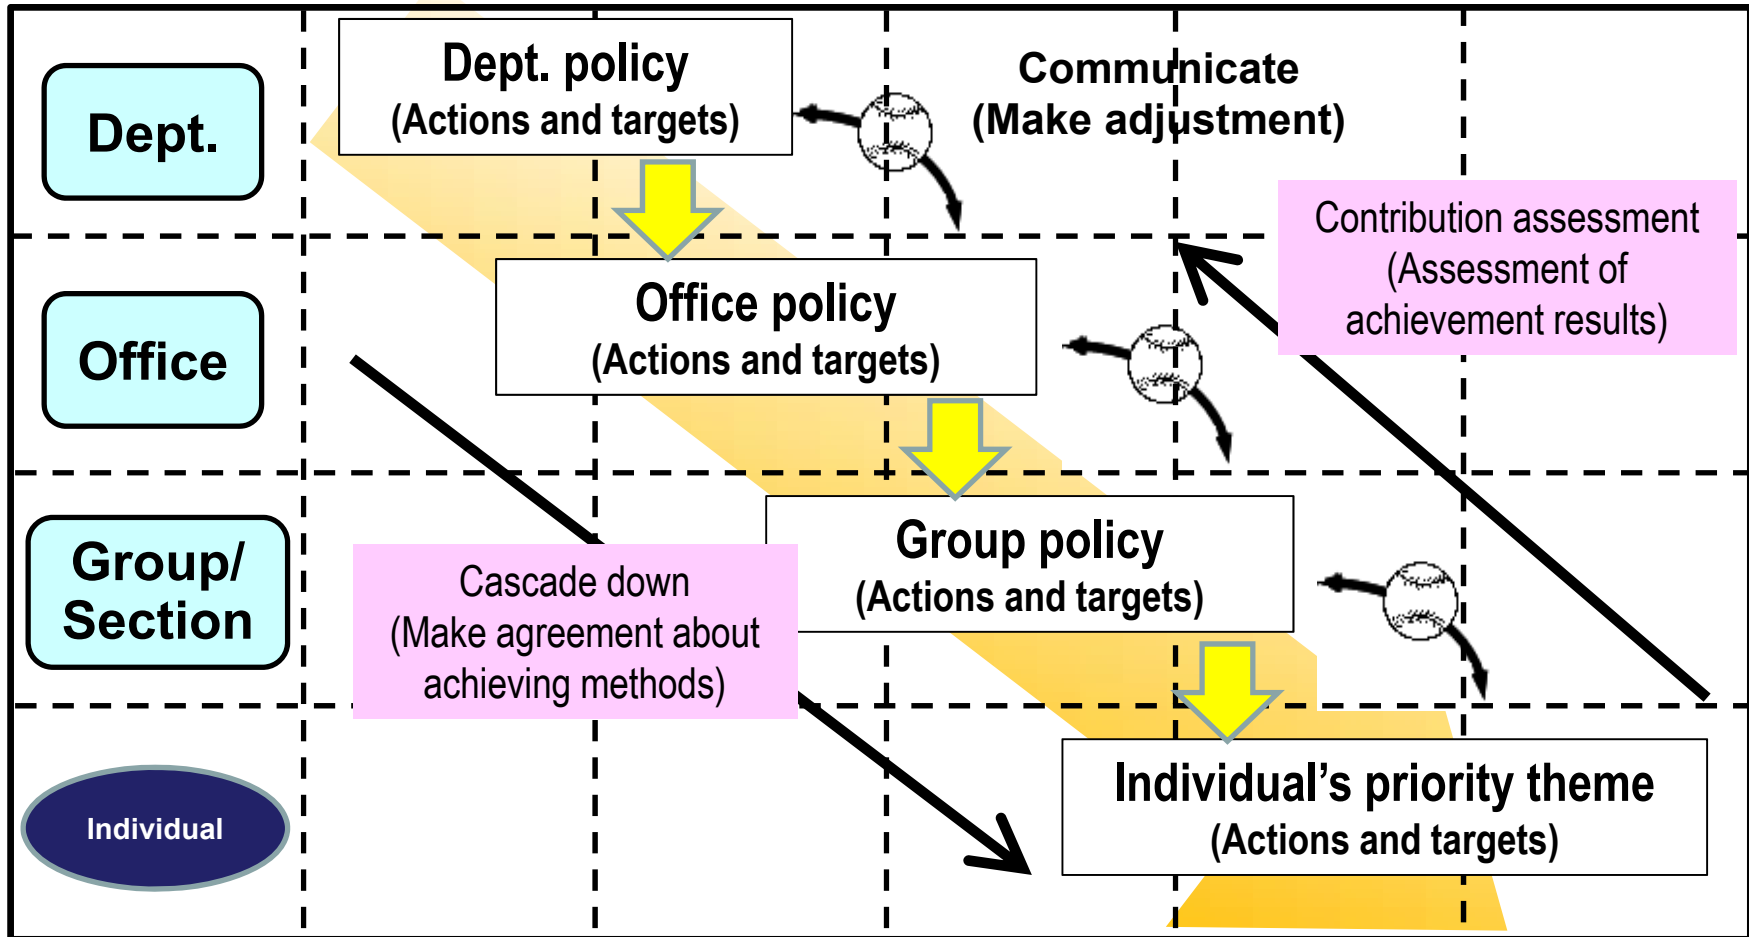 Dept.
Dept. policy
(Actions and targets)
Communicate
(Make adjustment)
Contribution assessment
(Assessment of
achievement results)
Office
Office policy
(Actions and targets)
Group/
Section
Group policy
(Actions and targets)
Cascade down
(Make agreement about
achieving methods)
Individual
Individual’s priority theme
(Actions and targets)